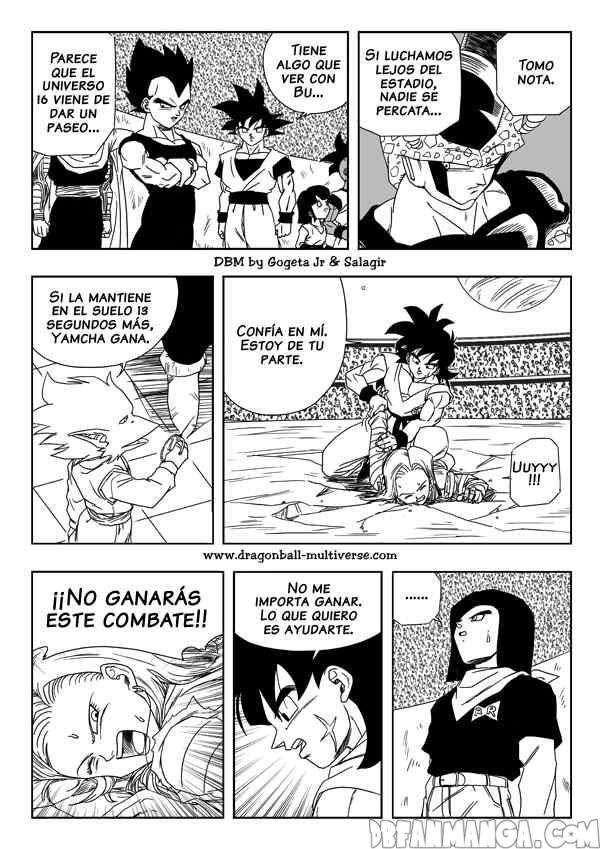 PARECE
QUE EL
UNIVERSO
16 VIENE DE
DAR UN
PASEO...
TIENE
ALGO QUE
VER CON
BU...
SI LUCHAMOS
LEJOS DEL
ESTADIO,
NADIE SE
PERCATA...
TOMO
NOTA.
DBM by Gogeta Jr & Salagir
SI LA MANTIENE
EN EL SUELO 13
SEGUNDOS MÁS,
YAMCHA GANA.
CONFÍA EN MÍ.
ESTOY DE TU
PARTE.
UUYYY
!!!
www.dragonball-multiverse.com
¡¡NO GANARÁS
ESTE COMBATE!!
NO ME
IMPORTA GANAR.
LO QUE QUIERO
ES AYUDARTE.
......
RR
DBFANMANGA.COM